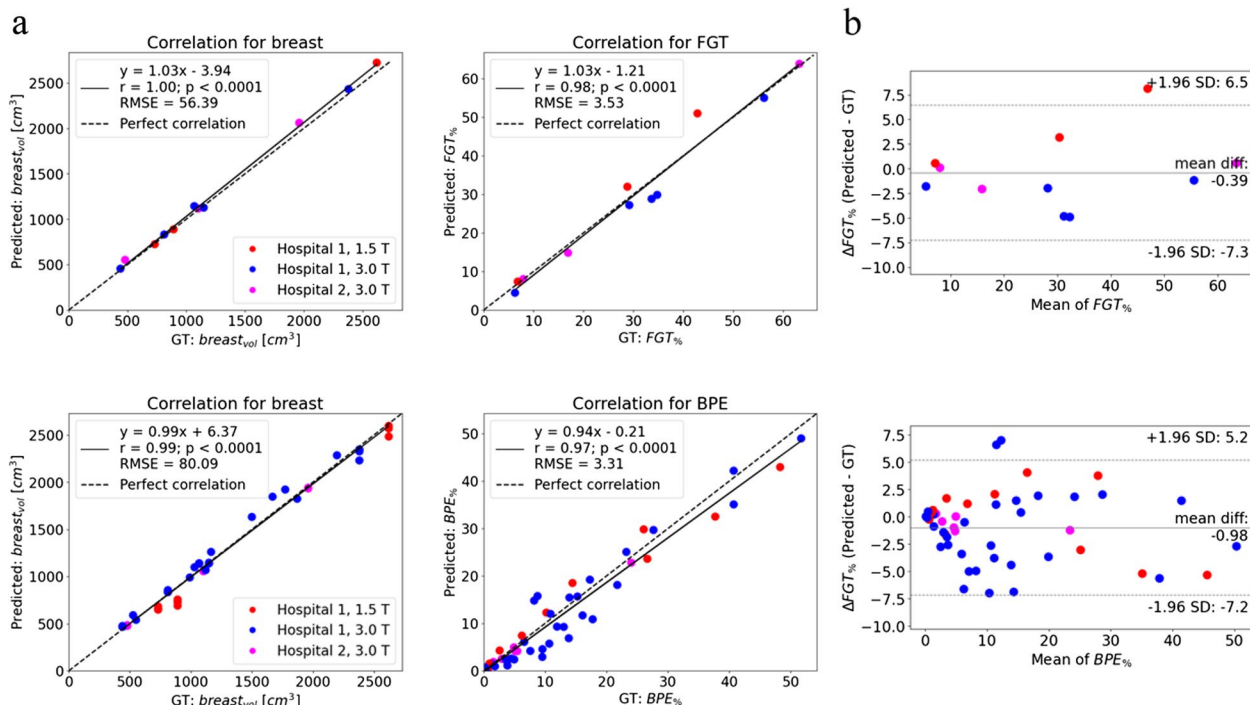 a
b
Correlation for breast
y = 1.03x - 3.94
r = 1.00; p < 0.0001
RMSE = 56.39
Perfect correlation
Hospital 1, 1.5 T
Hospital 1, 3.0 T
Hospital 2, 3.0 T
Predicted: breast_vol [cm³]
2500
2000
1500
1000
500
0
0 500 1000 1500 2000 2500
GT: breast_vol [cm³]
Correlation for FGT
y = 1.03x - 1.21
r = 0.98; p < 0.0001
RMSE = 3.53
Perfect correlation
Predicted: FGT%
60
50
40
30
20
10
0
0 10 20 30 40 50 60
GT: FGT%
+1.96 SD: 6.5
mean diff:
-0.39
-1.96 SD: -7.3
ΔFGT% (Predicted - GT)
7.5
5.0
2.5
0.0
−2.5
−5.0
−7.5
−10.0
10 20 30 40 50 60
Mean of FGT%
Correlation for breast
y = 0.99x + 6.37
r = 0.99; p < 0.0001
RMSE = 80.09
Perfect correlation
Hospital 1, 1.5 T
Hospital 1, 3.0 T
Hospital 2, 3.0 T
Predicted: breast_vol [cm³]
2500
2000
1500
1000
500
0
0 500 1000 1500 2000 2500
GT: breast_vol [cm³]
Correlation for BPE
y = 0.94x - 0.21
r = 0.97; p < 0.0001
RMSE = 3.31
Perfect correlation
Predicted: BPE%
50
40
30
20
10
0
0 10 20 30 40 50
GT: BPE%
+1.96 SD: 5.2
mean diff:
-0.98
-1.96 SD: -7.2
ΔFGT% (Predicted - GT)
7.5
5.0
2.5
0.0
−2.5
−5.0
−7.5
−10.0
0 10 20 30 40 50
Mean of BPE%